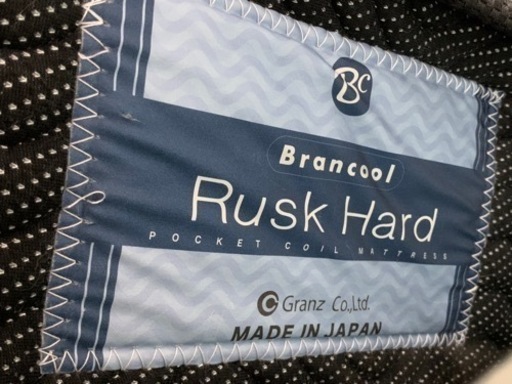 BC
Brancool
Rusk Hard
POCKET COIL MATTRESS
G Granz Co.,Ltd.
MADE IN JAPAN